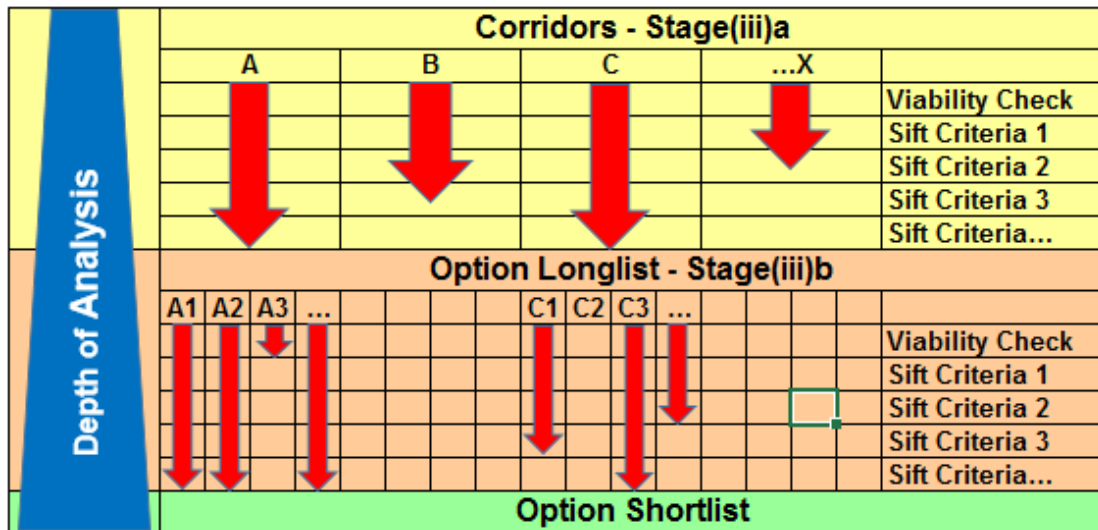 Depth of Analysis
Corridors - Stage(iii)a
A B C ...X
Viability Check
Sift Criteria 1
Sift Criteria 2
Sift Criteria 3
Sift Criteria...
Option Longlist - Stage(iii)b
A1 A2 A3 ... C1 C2 C3 ...
Viability Check
Sift Criteria 1
Sift Criteria 2
Sift Criteria 3
Sift Criteria...
Option Shortlist